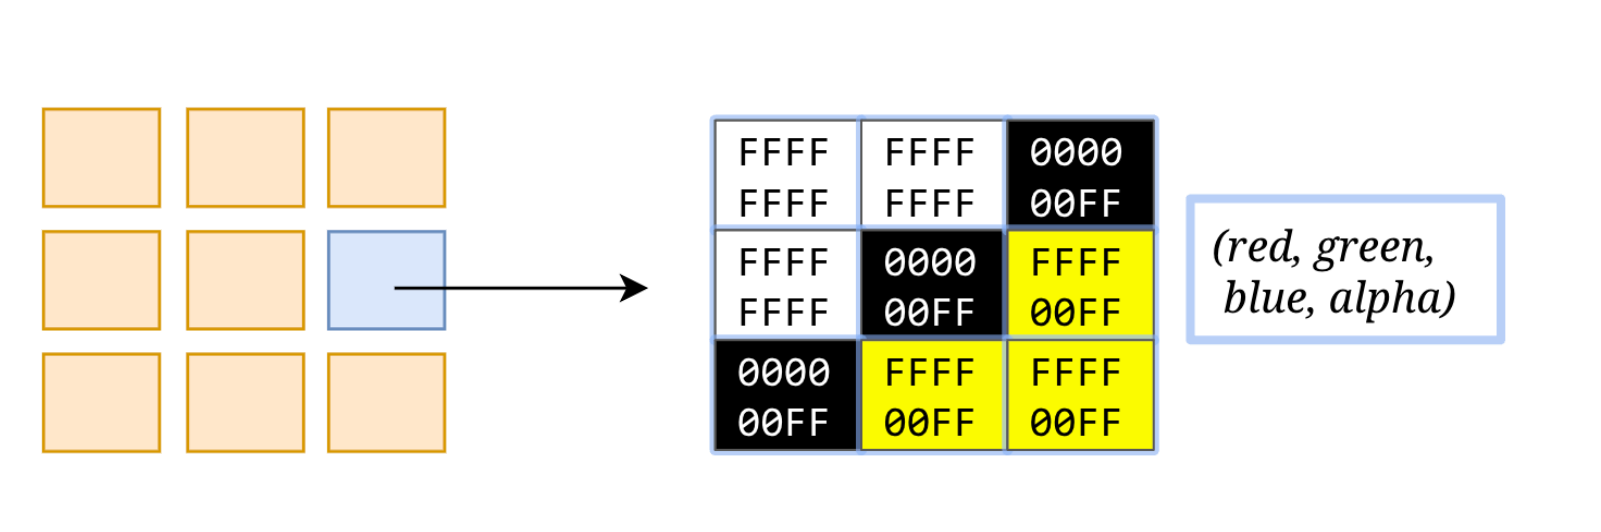 FFFF FFFF 0000
FFFF FFFF 00FF
FFFF 0000 FFFF
FFFF 00FF 00FF
0000 FFFF FFFF
00FF 00FF 00FF
(red, green,
blue, alpha)